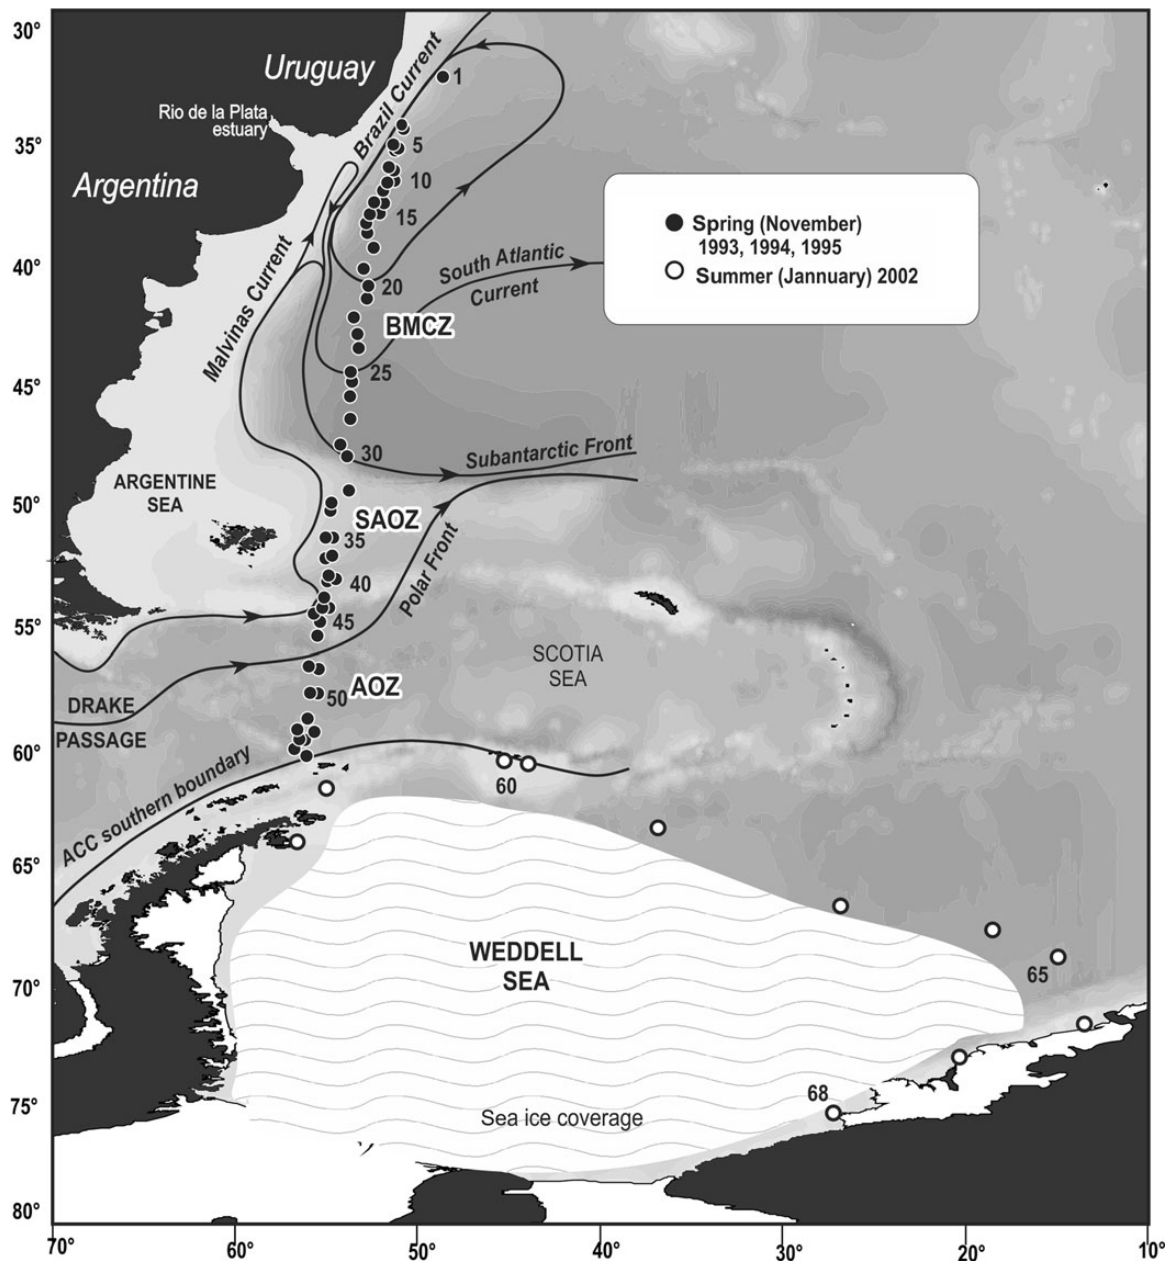 30°
35°
40°
45°
50°
55°
60°
65°
70°
75°
80°
70°
60°
50°
40°
30°
20°
10°
Uruguay
Rio de la Plata
estuary
Argentina
Brazil Current
1
5
10
15
20
25
30
35
40
45
50
60
65
68
Spring (November)
1993, 1994, 1995
Summer (Jannuary) 2002
Malvinas Current
South Atlantic
Current
BMCZ
Subantarctic Front
ARGENTINE
SEA
SAOZ
Polar Front
SCOTIA
SEA
AOZ
DRAKE
PASSAGE
ACC southern boundary
WEDDELL
SEA
Sea ice coverage